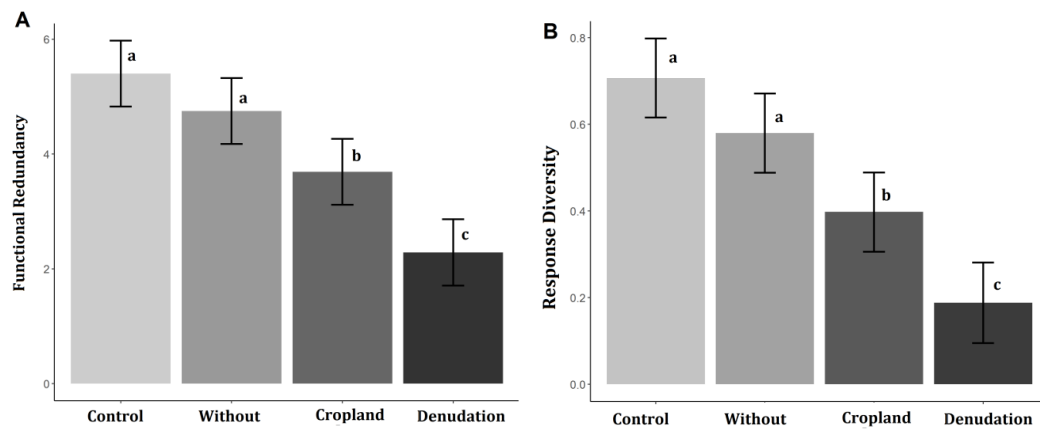 A
Functional Redundancy
6
4
2
0
a
a
b
c
Control
Without
Cropland
Denudation
B
Response Diversity
0.8
0.6
0.4
0.2
0.0
a
a
b
c
Control
Without
Cropland
Denudation